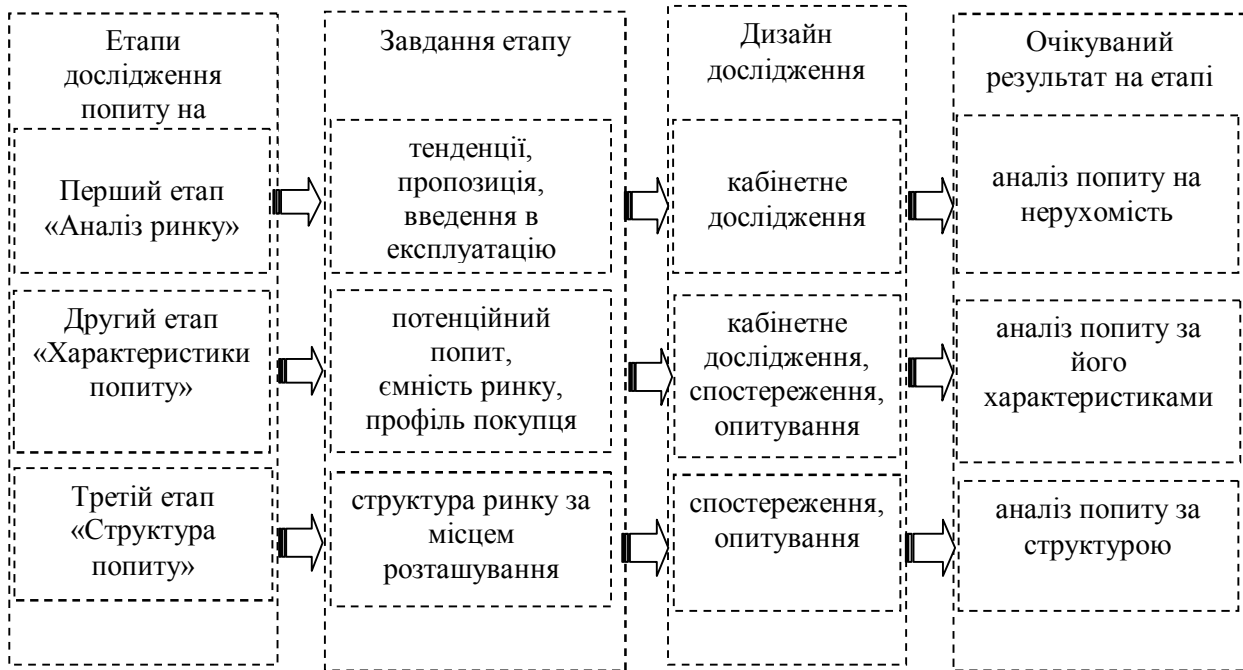 Етапи
дослідження
попиту на
Завдання етапу
Дизайн
дослідження
Очікуваний
результат на етапі
Перший етап
«Аналіз ринку»
тенденції,
пропозиція,
введення в
експлуатацію
кабінетне
дослідження
аналіз попиту на
нерухомість
Другий етап
«Характеристики
попиту»
потенційний
попит,
ємність ринку,
профіль покупця
кабінетне
дослідження,
спостереження,
опитування
аналіз попиту за
його
характеристиками
Третій етап
«Структура
попиту»
структура ринку за
місцем
розташування
спостереження,
опитування
аналіз попиту за
структурою